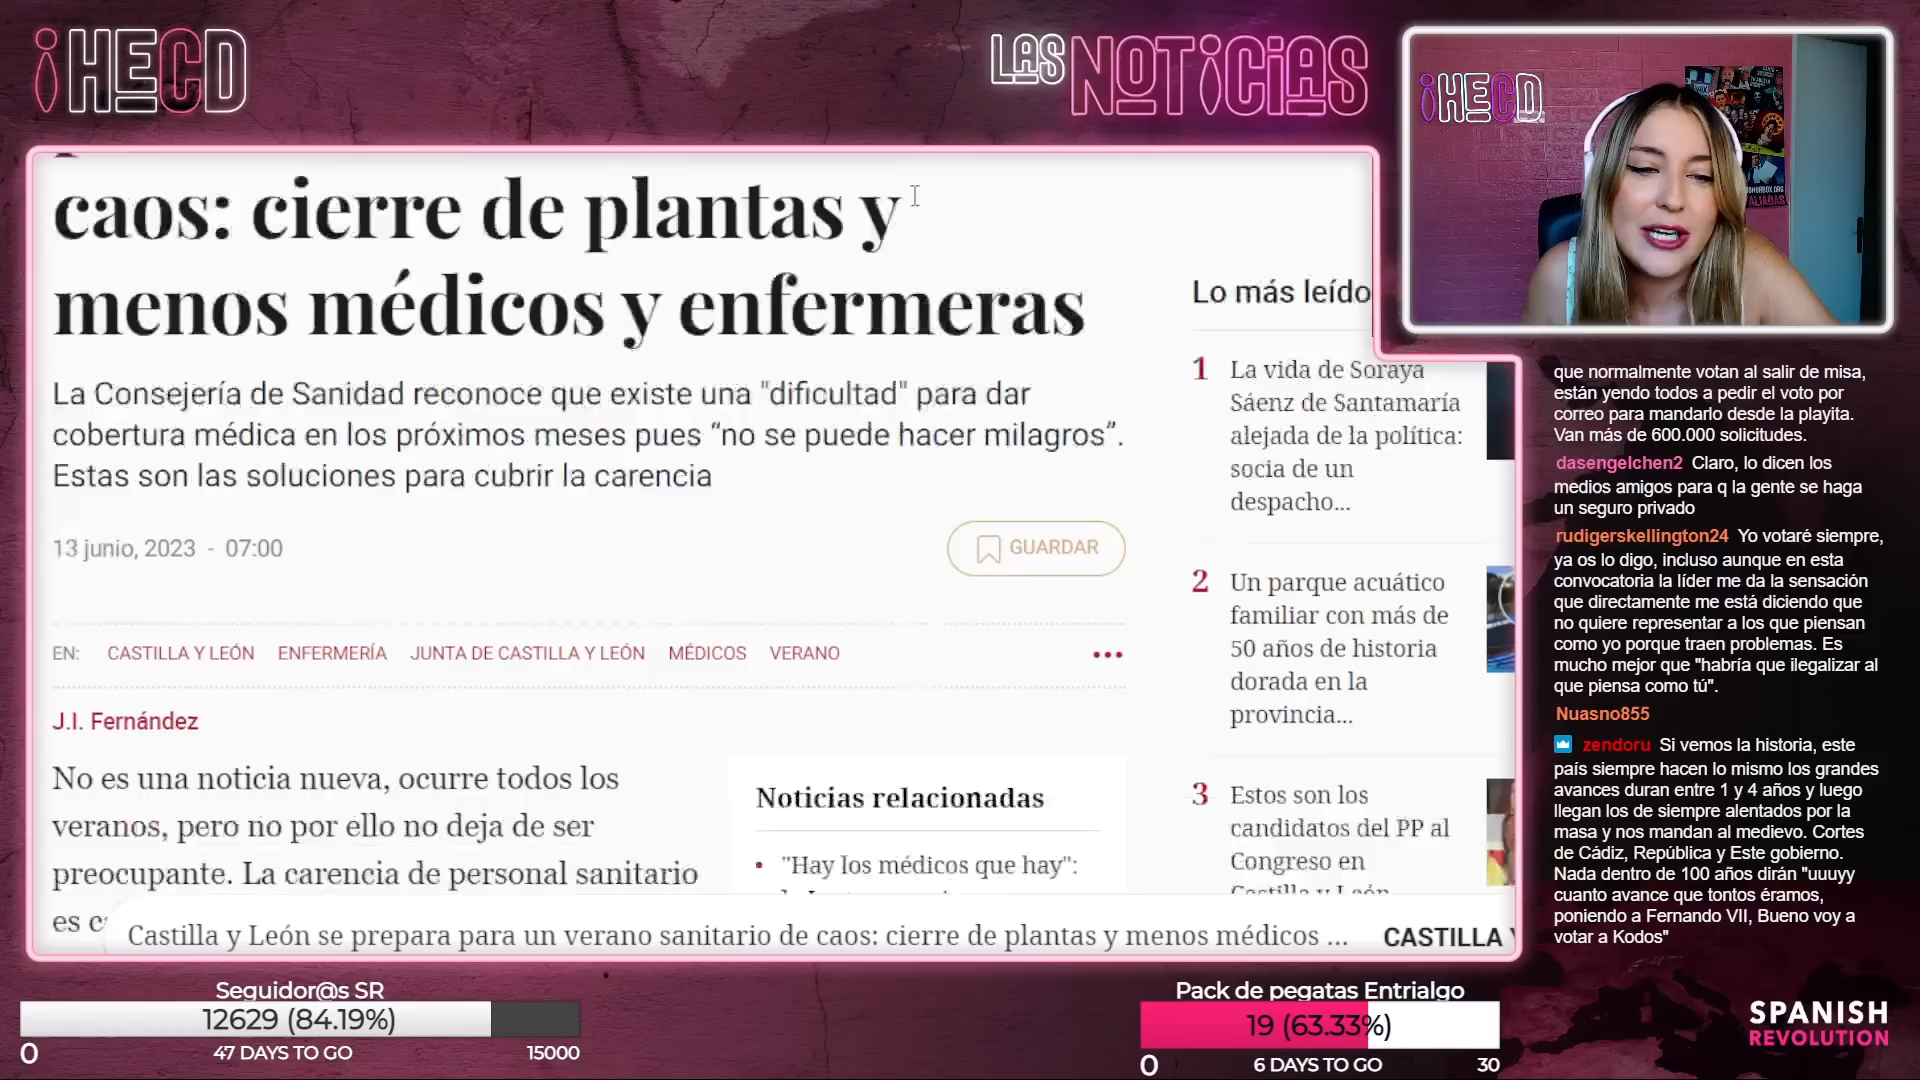 ¡HECD
LAS NOTICIAS
¡HECD
caos: cierre de plantas y
menos médicos y enfermeras
La Consejería de Sanidad reconoce que existe una "dificultad" para dar
cobertura médica en los próximos meses pues “no se puede hacer milagros”.
Estas son las soluciones para cubrir la carencia
13 junio, 2023 - 07:00
GUARDAR
EN: CASTILLA Y LEÓN ENFERMERÍA JUNTA DE CASTILLA Y LEÓN MÉDICOS VERANO
J.I. Fernández
No es una noticia nueva, ocurre todos los
veranos, pero no por ello no deja de ser
preocupante. La carencia de personal sanitario
es
Noticias relacionadas
"Hay los médicos que hay":
Castilla y León se prepara para un verano sanitario de caos: cierre de plantas y menos médicos ...
CASTILLA
Lo más leído
1 La vida de Soraya
Sáenz de Santamaría
alejada de la política:
socia de un
despacho...
2 Un parque acuático
familiar con más de
50 años de historia
dorada en la
provincia...
3 Estos son los
candidatos del PP al
Congreso en
Castilla y León
que normalmente votan al salir de misa,
están yendo todos a pedir el voto por
correo para mandarlo desde la playita.
Van más de 600.000 solicitudes.
dasengelchen2 Claro, lo dicen los
medios amigos para q la gente se haga
un seguro privado
rudigerskellington24 Yo votaré siempre,
ya os lo digo, incluso aunque en esta
convocatoria la líder me da la sensación
que directamente me está diciendo que
no quiere representar a los que piensan
como yo porque traen problemas. Es
mucho mejor que "habría que ilegalizar al
que piensa como tú".
Nuasno855
zendoru Si vemos la historia, este
país siempre hacen lo mismo los grandes
avances duran entre 1 y 4 años y luego
llegan los de siempre alentados por la
masa y nos mandan al medievo. Cortes
de Cádiz, República y Este gobierno.
Nada dentro de 100 años dirán "uuuyy
cuanto avance que tontos éramos,
poniendo a Fernando VII, Bueno voy a
votar a Kodos"
Seguidor@s SR
12629 (84.19%)
0 47 DAYS TO GO 15000
Pack de pegatas Entrialgo
19 (63.33%)
0 6 DAYS TO GO 30
SPANISH
REVOLUTION